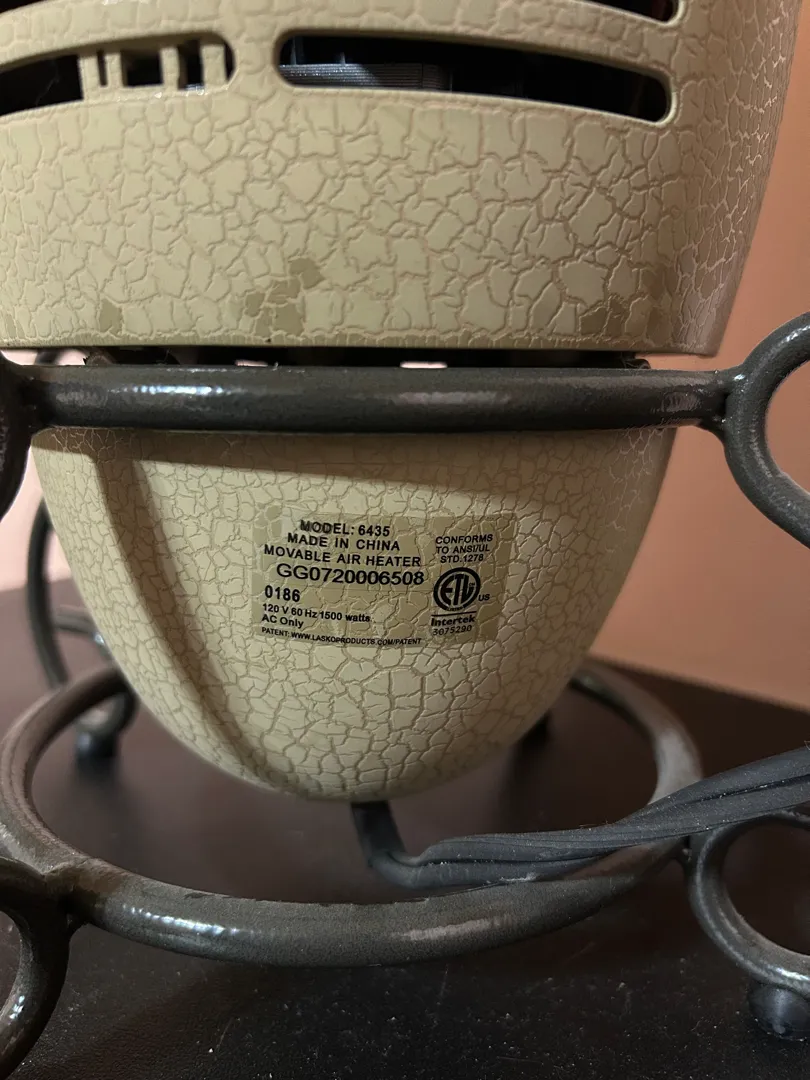 MODEL: 6435
MADE IN CHINA
MOVABLE AIR HEATER
GG0720006508
0186
120 V 60 Hz 1500 watts
AC Only
PATENT: WWW.LASKOPRODUCTS.COM/PATENT
CONFORMS
TO ANSI/UL
STD.1278
ETL
US
Intertek
3075290